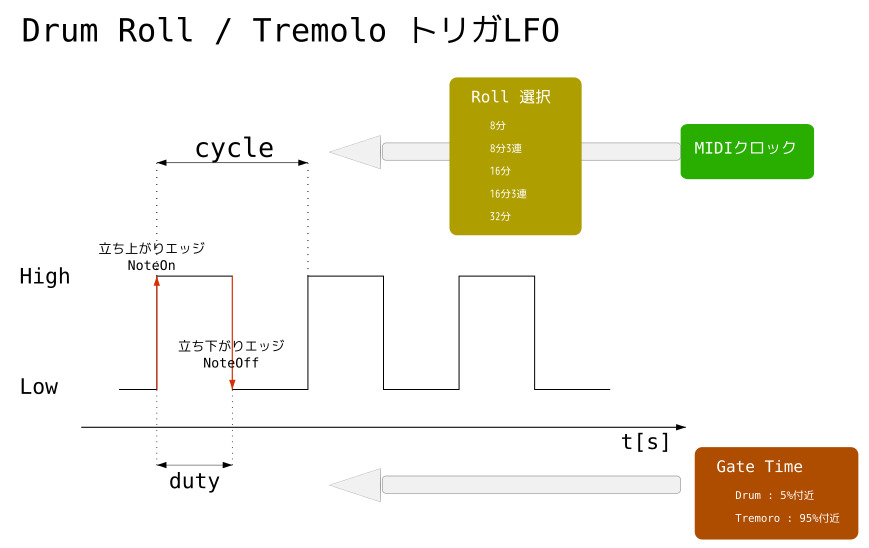 Drum Roll / Tremolo トリガLFO
Roll 選択
8分
8分3連
16分
16分3連
32分
MIDIクロック
cycle
立ち上がりエッジ
NoteOn
High
立ち下がりエッジ
NoteOff
Low
t[s]
duty
Gate Time
Drum : 5%付近
Tremoro : 95%付近